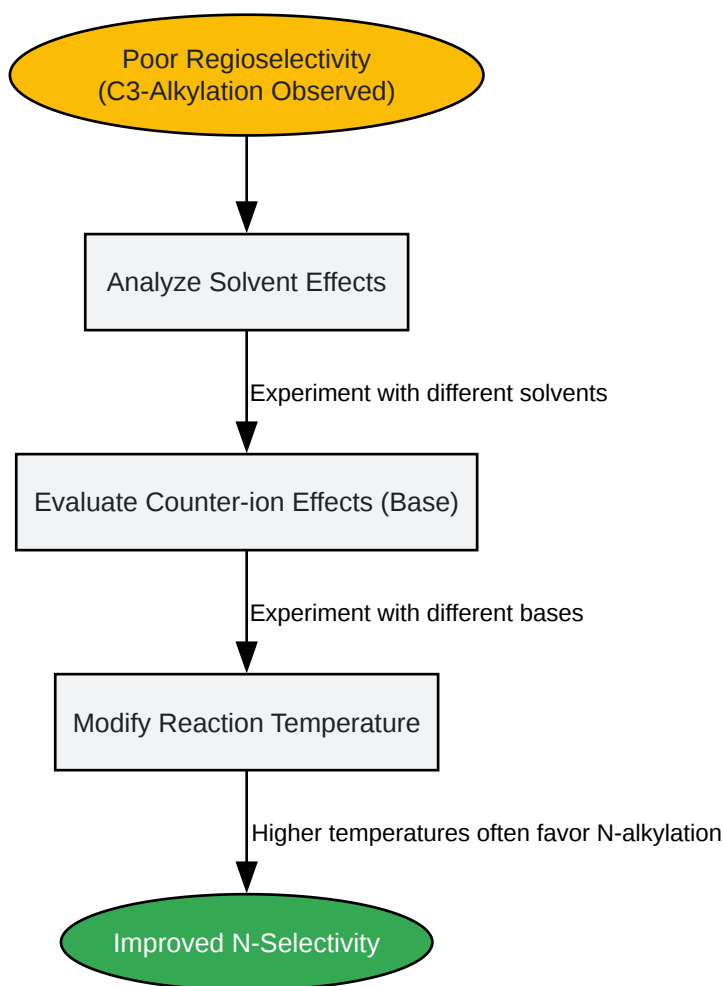 Poor Regioselectivity
(C3-Alkylation Observed)
Analyze Solvent Effects
Experiment with different solvents
Evaluate Counter-ion Effects (Base)
Experiment with different bases
Modify Reaction Temperature
Higher temperatures often favor N-alkylation
Improved N-Selectivity